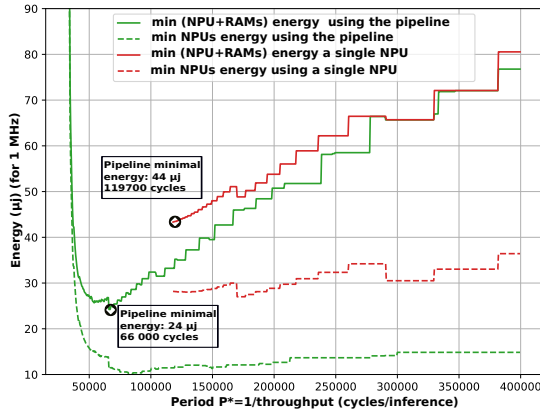 90
80
70
60
50
40
30
20
10
Energy (μj) (for 1 MHz)
min (NPU+RAMs) energy using the pipeline
min NPUs energy using the pipeline
min (NPU+RAMs) energy a single NPU
min NPUs energy using a single NPU
Pipeline minimal
energy: 44 μj
119700 cycles
Pipeline minimal
energy: 24 μj
66 000 cycles
50000 100000 150000 200000 250000 300000 350000 400000
Period P*=1/throughput (cycles/inference)